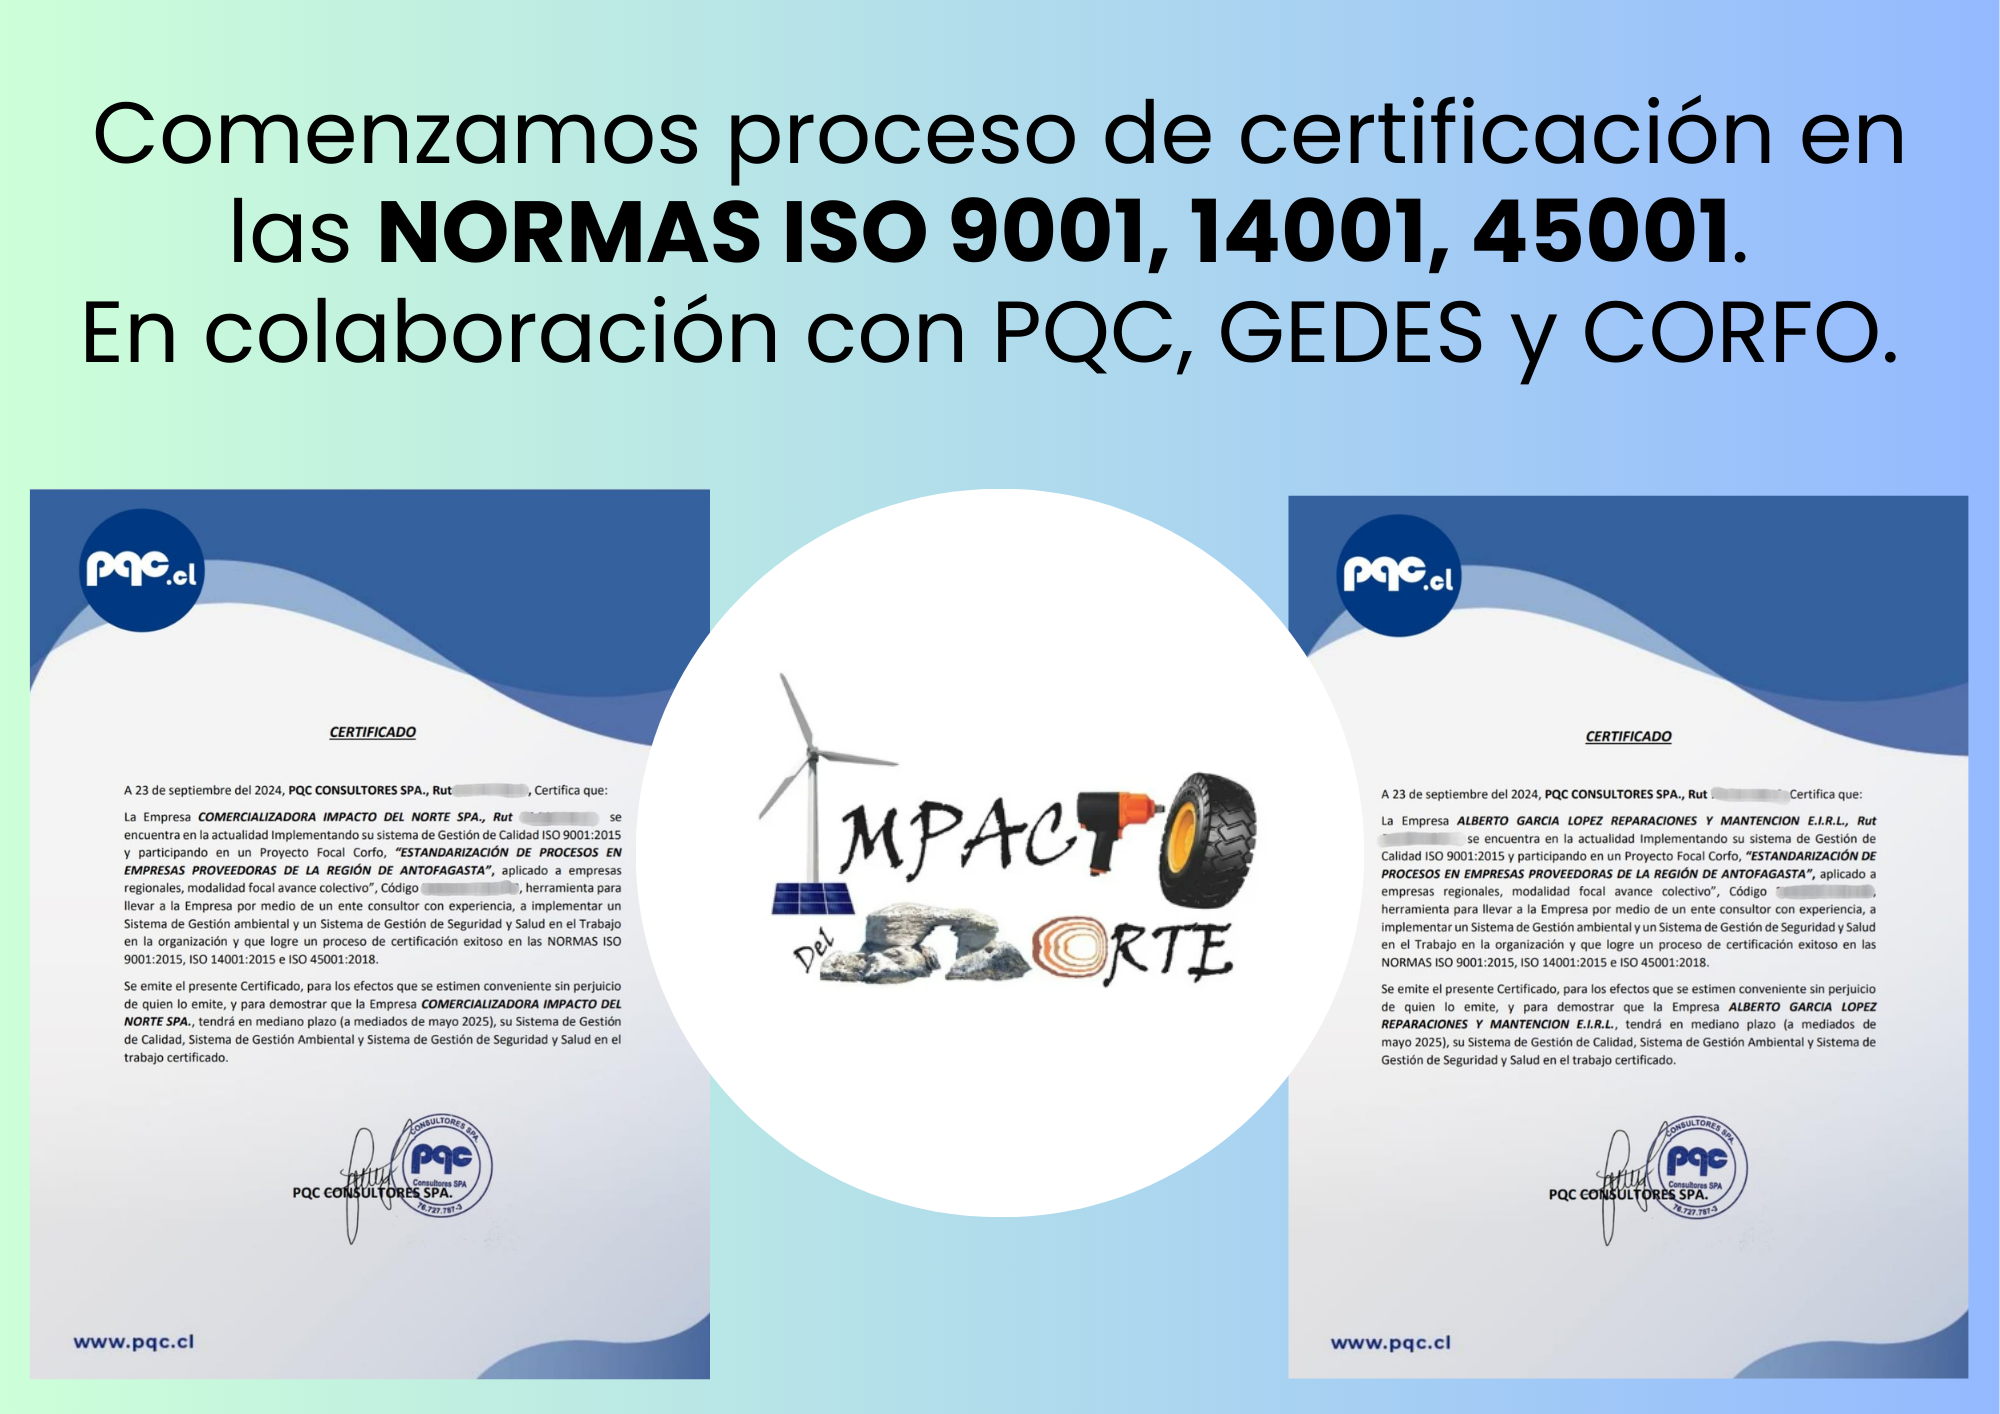 Comenzamos proceso de certificación en
las NORMAS ISO 9001, 14001, 45001.
En colaboración con PQC, GEDES y CORFO.
pqc.cl
CERTIFICADO
A 23 de septiembre del 2024, PQC CONSULTORES SPA., Rut , Certifica que:
La Empresa COMERCIALIZADORA IMPACTO DEL NORTE SPA., Rut se
encuentra en la actualidad Implementando su sistema de Gestión de Calidad ISO 9001:2015
y participando en un Proyecto Focal Corfo, “ESTANDARIZACIÓN DE PROCESOS EN
EMPRESAS PROVEEDORAS DE LA REGIÓN DE ANTOFAGASTA”, aplicado a empresas
regionales, modalidad focal avance colectivo”, Código , herramienta para
llevar a la Empresa por medio de un ente consultor con experiencia, a implementar un
Sistema de Gestión ambiental y un Sistema de Gestión de Seguridad y Salud en el Trabajo
en la organización y que logre un proceso de certificación exitoso en las NORMAS ISO
9001:2015, ISO 14001:2015 e ISO 45001:2018.
Se emite el presente Certificado, para los efectos que se estimen conveniente sin perjuicio
de quien lo emite, y para demostrar que la Empresa COMERCIALIZADORA IMPACTO DEL
NORTE SPA., tendrá en mediano plazo (a mediados de mayo 2025), su Sistema de Gestión
de Calidad, Sistema de Gestión Ambiental y Sistema de Gestión de Seguridad y Salud en el
trabajo certificado.
CONSULTORES SPA.
pqc
Consultores SPA
76.727.787-3
PQC CONSULTORES SPA.
www.pqc.cl
IMPACTO
Del NORTE
pqc.cl
CERTIFICADO
A 23 de septiembre del 2024, PQC CONSULTORES SPA., Rut Certifica que:
La Empresa ALBERTO GARCIA LOPEZ REPARACIONES Y MANTENCION E.I.R.L., Rut
se encuentra en la actualidad Implementando su sistema de Gestión de
Calidad ISO 9001:2015 y participando en un Proyecto Focal Corfo, “ESTANDARIZACIÓN DE
PROCESOS EN EMPRESAS PROVEEDORAS DE LA REGIÓN DE ANTOFAGASTA”, aplicado a
empresas regionales, modalidad focal avance colectivo”, Código ,
herramienta para llevar a la Empresa por medio de un ente consultor con experiencia, a
implementar un Sistema de Gestión ambiental y un Sistema de Gestión de Seguridad y Salud
en el Trabajo en la organización y que logre un proceso de certificación exitoso en las
NORMAS ISO 9001:2015, ISO 14001:2015 e ISO 45001:2018.
Se emite el presente Certificado, para los efectos que se estimen conveniente sin perjuicio
de quien lo emite, y para demostrar que la Empresa ALBERTO GARCIA LOPEZ
REPARACIONES Y MANTENCION E.I.R.L., tendrá en mediano plazo (a mediados de
mayo 2025), su Sistema de Gestión de Calidad, Sistema de Gestión Ambiental y Sistema de
Gestión de Seguridad y Salud en el trabajo certificado.
CONSULTORES SPA.
pqc
Consultores SPA
76.727.787-3
PQC CONSULTORES SPA.
www.pqc.cl